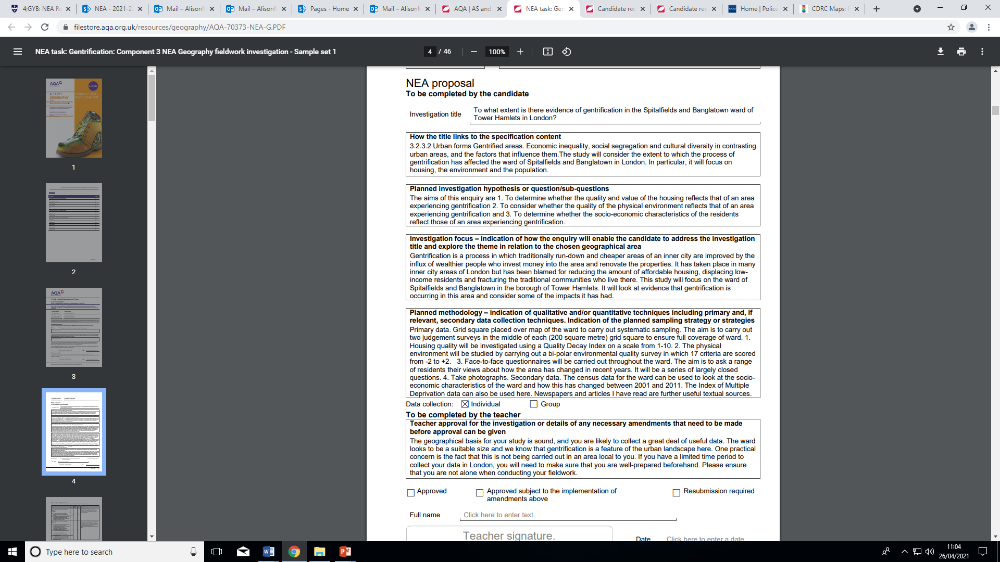 4;GYB: NEA Re
NEA - 2021-2
Mail – AlisonM
Mail – AlisonM
Pages - Home
Mail – AlisonM
AQA | AS and
NEA task: Gen
Candidate rec
Candidate rec
Home | Police
CDRC Maps:
filestore.aqa.org.uk/resources/geography/AQA-70373-NEA-G.PDF
NEA task: Gentrification: Component 3 NEA Geography fieldwork investigation - Sample set 1
4 / 46
100%
AQA
A-LEVEL
GEOGRAPHY
EXAMPLE NEA
INVESTIGATION
1
2
AQA
3
4
NEA proposal
To be completed by the candidate
Investigation title
To what extent is there evidence of gentrification in the Spitalfields and Banglatown ward of
Tower Hamlets in London?
How the title links to the specification content
3.2.3.2 Urban forms Gentrified areas. Economic inequality, social segregation and cultural diversity in contrasting
urban areas, and the factors that influence them.The study will consider the extent to which the process of
gentrification has affected the ward of Spitalfields and Banglatown in London. In particular, it will focus on
housing, the environment and the population.
Planned investigation hypothesis or question/sub-questions
The aims of this enquiry are 1. To determine whether the quality and value of the housing reflects that of an area
experiencing gentrification 2. To consider whether the quality of the physical environment reflects that of an area
experiencing gentrification and 3. To determine whether the socio-economic characteristics of the residents
reflect those of an area experiencing gentrification.
Investigation focus – indication of how the enquiry will enable the candidate to address the investigation
title and explore the theme in relation to the chosen geographical area
Gentrification is a process in which traditionally run-down and cheaper areas of an inner city are improved by the
influx of wealthier people who invest money into the area and renovate the properties. It has taken place in many
inner city areas of London but has been blamed for reducing the amount of affordable housing, displacing low-
income residents and fracturing the traditional communities who live there. This study will focus on the ward of
Spitalfields and Banglatown in the borough of Tower Hamlets. It will look at evidence that gentrification is
occurring in this area and consider some of the impacts it has had.
Planned methodology – indication of qualitative and/or quantitative techniques including primary and, if
relevant, secondary data collection techniques. Indication of the planned sampling strategy or strategies
Primary data. Grid square placed over map of the ward to carry out systematic sampling. The aim is to carry out
two judgement surveys in the middle of each (200 square metre) grid square to ensure full coverage of ward. 1.
Housing quality will be investigated using a Quality Decay Index on a scale from 1-10. 2. The physical
environment will be studied by carrying out a bi-polar environmental quality survey in which 17 criteria are scored
from -2 to +2. 3. Face-to-face questionnaires will be carried out throughout the ward. The aim is to ask a range
of residents their views about how the area has changed in recent years. It will be a series of largely closed
questions. 4. Take photographs. Secondary data. The census data for the ward can be used to look at the socio-
economic characteristics of the ward and how this has changed between 2001 and 2011. The Index of Multiple
Deprivation data can also be used here. Newspapers and articles I have read are further useful textual sources.
Data collection: Individual Group
To be completed by the teacher
Teacher approval for the investigation or details of any necessary amendments that need to be made
before approval can be given
The geographical basis for your study is sound, and you are likely to collect a great deal of useful data. The ward
looks to be a suitable size and we know that gentrification is a feature of the urban landscape here. One practical
concern is the fact that this is not being carried out in an area local to you. If you have a limited time period to
collect your data in London, you will need to make sure that you are well-prepared beforehand. Please ensure
that you are not alone when conducting your fieldwork.
Approved
Approved subject to the implementation of
amendments above
Resubmission required
Full name
Click here to enter text.
Teacher signature.
Date
Click here to enter a date.
Type here to search
11:04
26/04/2021